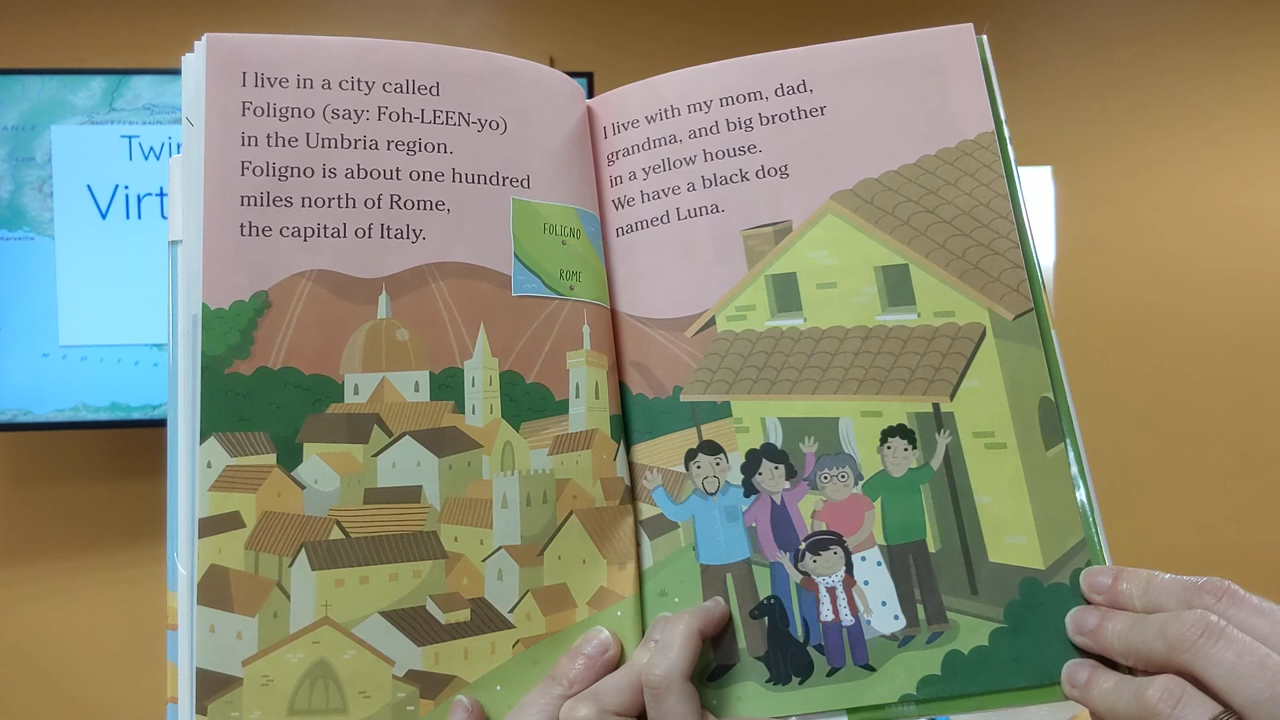 Twin
Virt
I live in a city called
Foligno (say: Foh-LEEN-yo)
in the Umbria region.
Foligno is about one hundred
miles north of Rome,
the capital of Italy.
FOLIGNO
ROME
I live with my mom, dad,
grandma, and big brother
in a yellow house.
We have a black dog
named Luna.